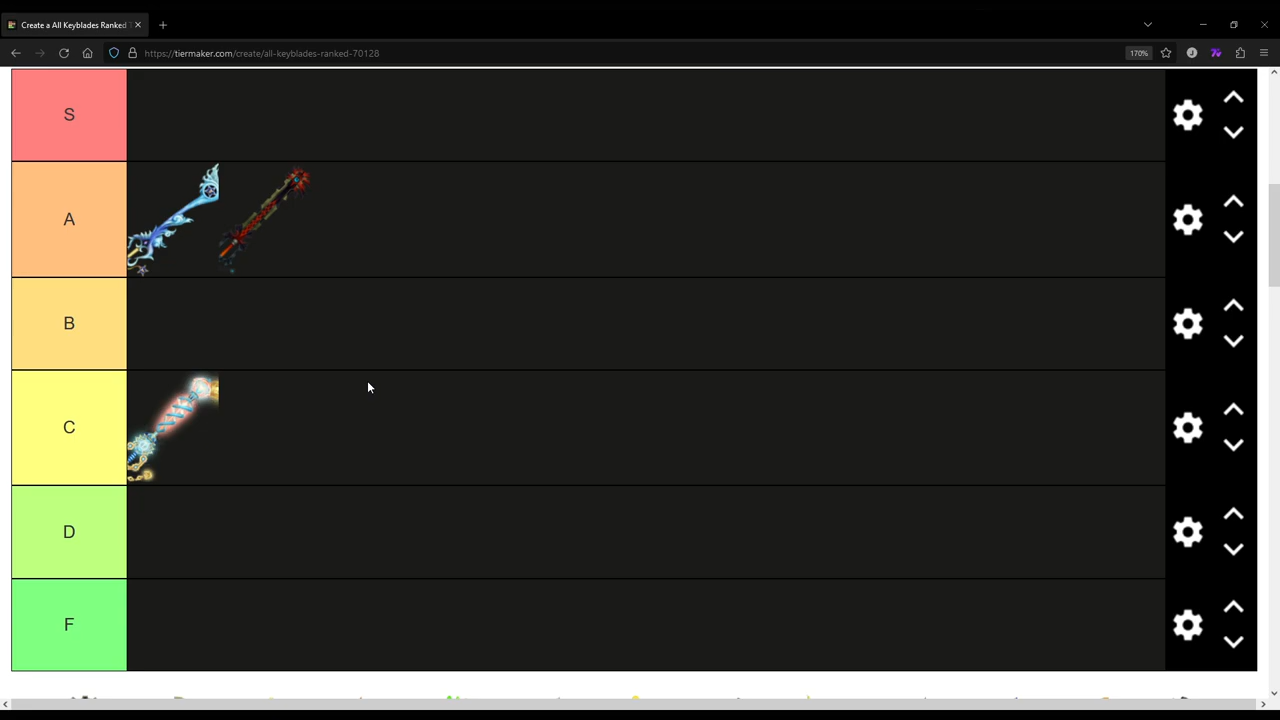 Create a All Keyblades Ranked
https://tiermaker.com/create/all-keyblades-ranked-70128
170%
S
A
B
C
D
F